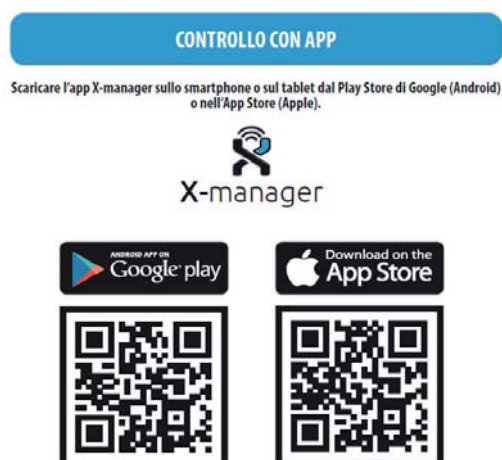 CONTROLLO CON APP
Scaricare l'app X-manager sullo smartphone o sul tablet dal Play Store di Google (Android)
o nell'App Store (Apple).
X-manager
ANDROID APP ON
Google play
Download on the
App Store